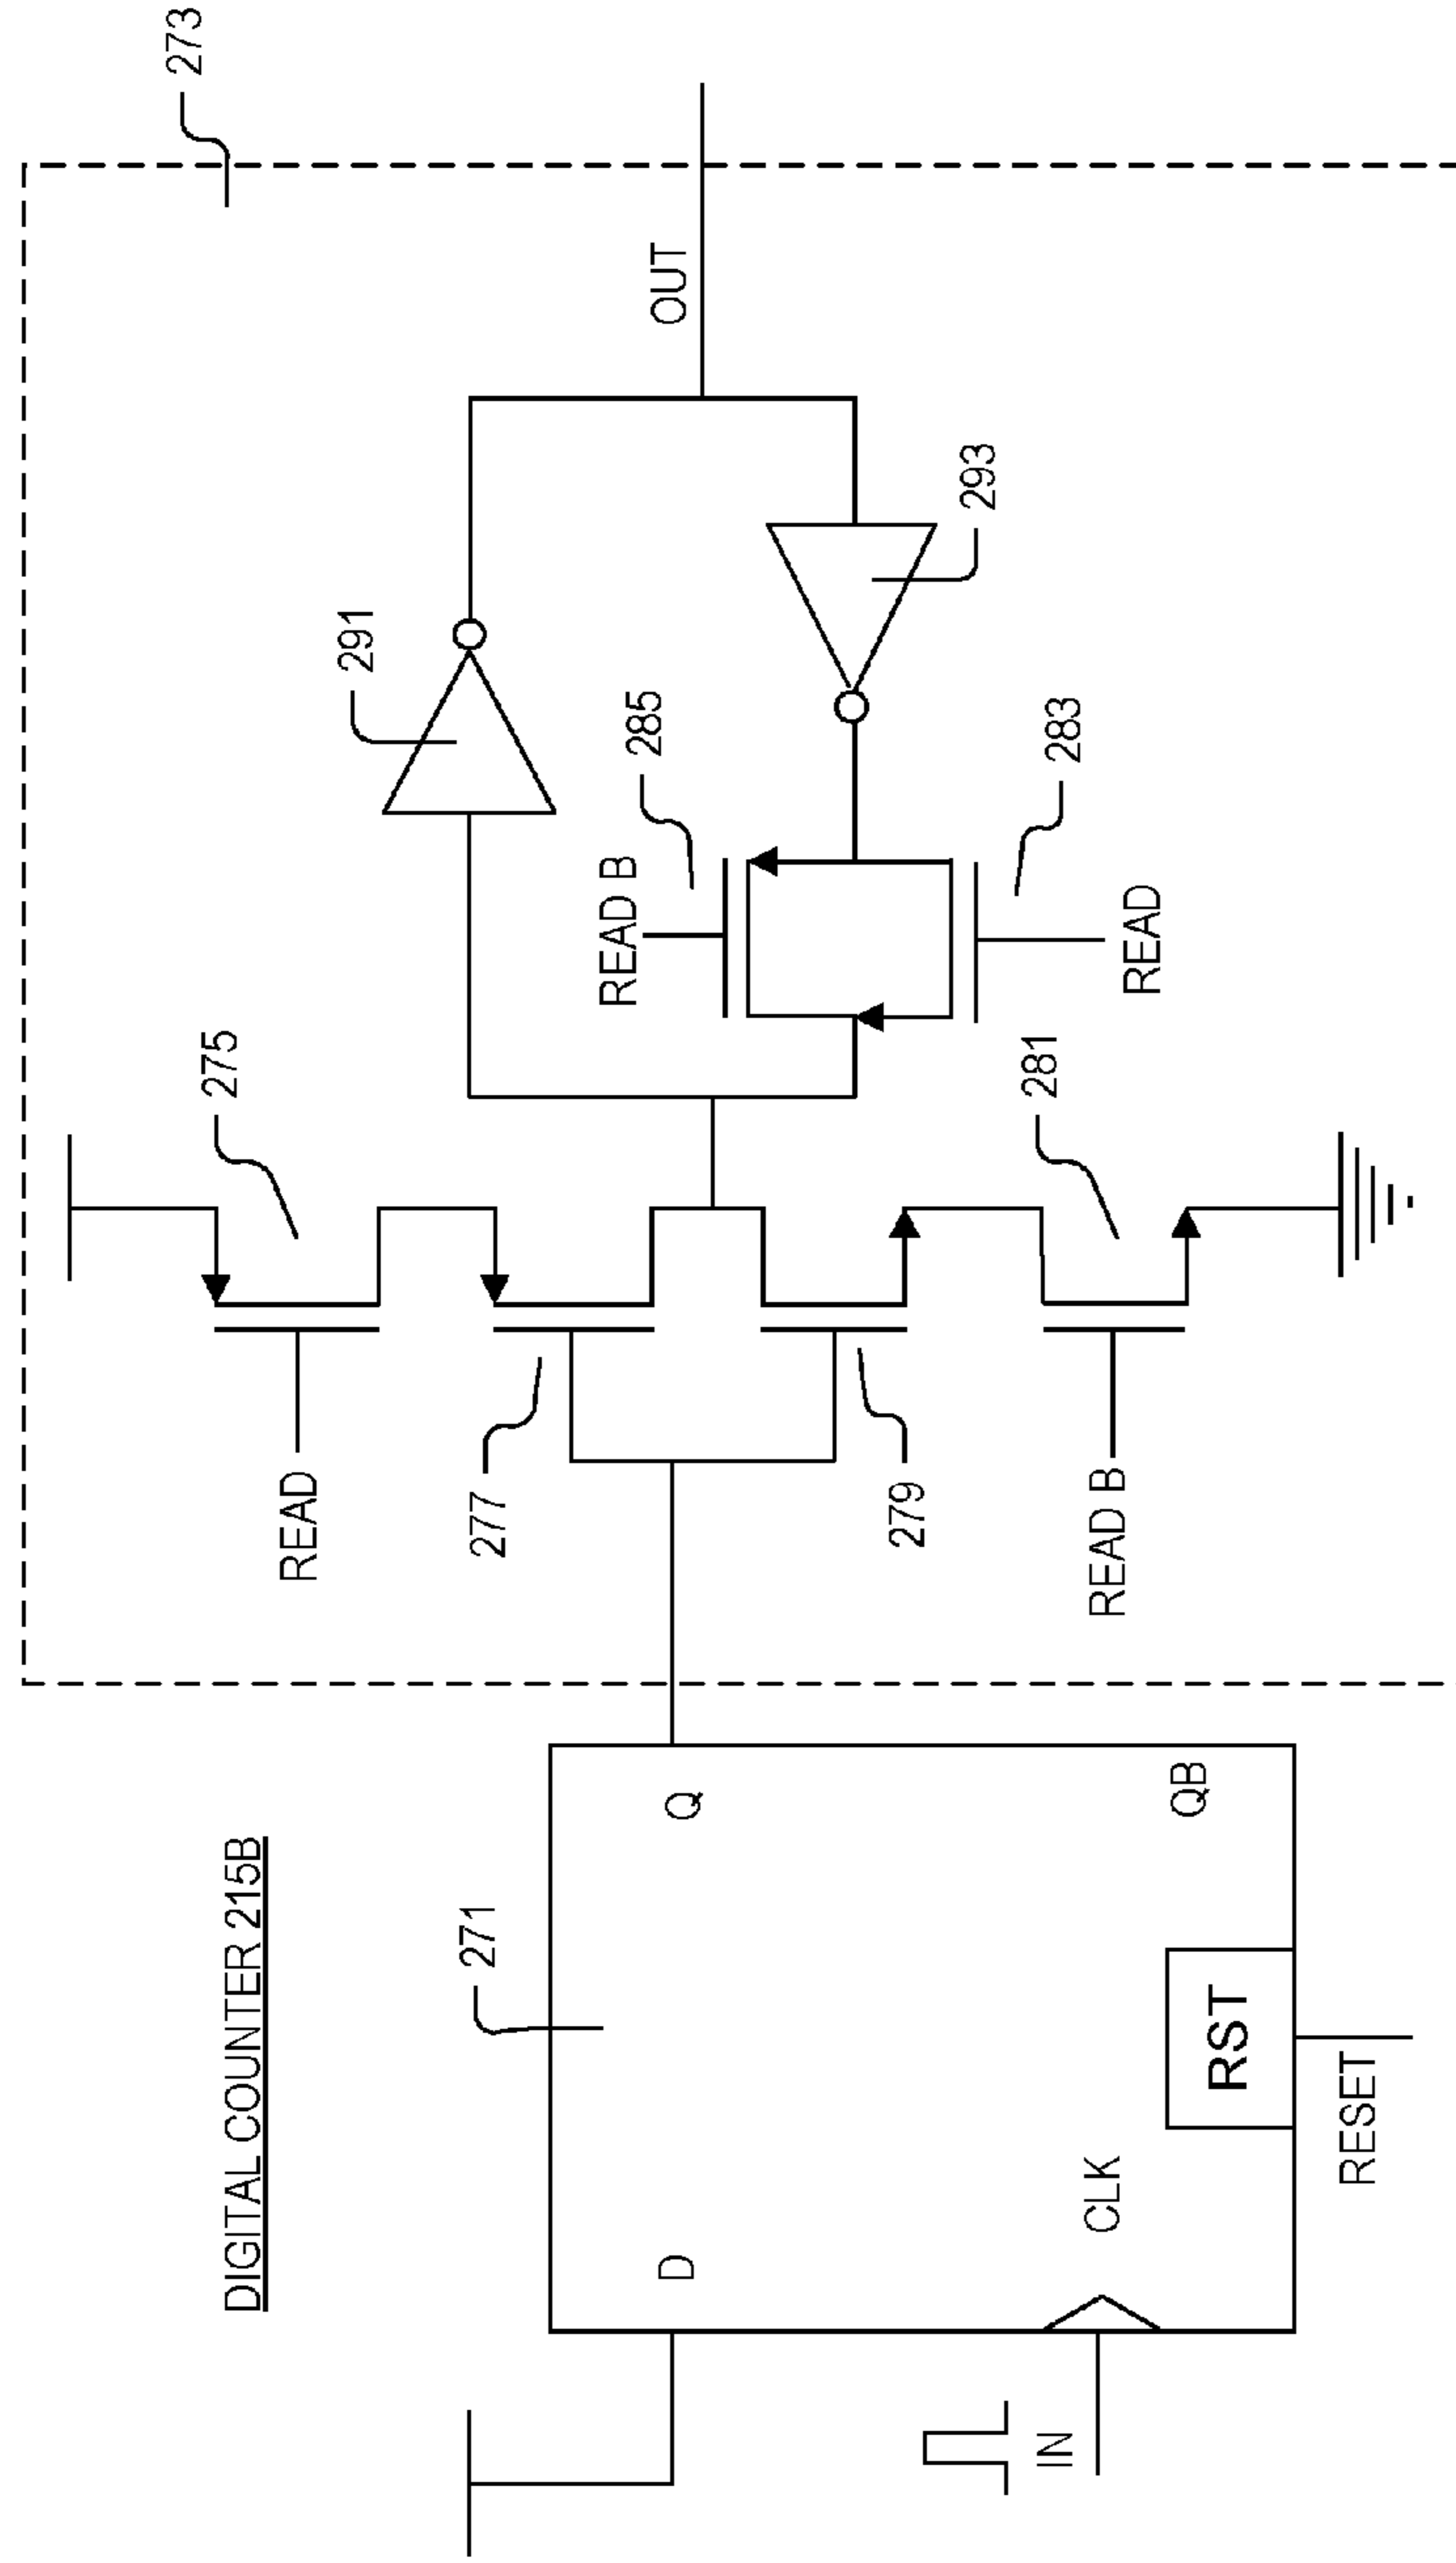 DIGITAL COUNTER 215B
273
275
READ
291
OUT
277
271
READ B
285
D
Q
279
293
281
283
READ
READ B
IN
CLK
QB
RST
RESET